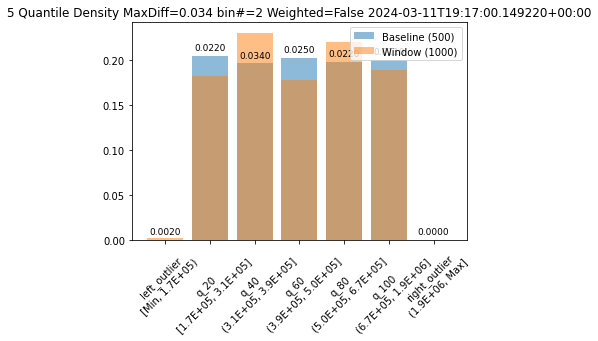 5 Quantile Density MaxDiff=0.034 bin#=2 Weighted=False 2024-03-11T19:17:00.149220+00:00
Baseline (500)
Window (1000)
0.0220
0.0340
0.0250
0.0020
0.0000
0.20
0.15
0.10
0.05
0.00
left_outlier
[Min, 1.7E+05)
q_20
[1.7E+05, 3.1E+05]
q_40
(3.1E+05, 3.9E+05]
q_60
(3.9E+05, 5.0E+05]
q_80
(5.0E+05, 6.7E+05]
q_100
(6.7E+05, 1.9E+06]
right_outlier
(1.9E+06, Max]